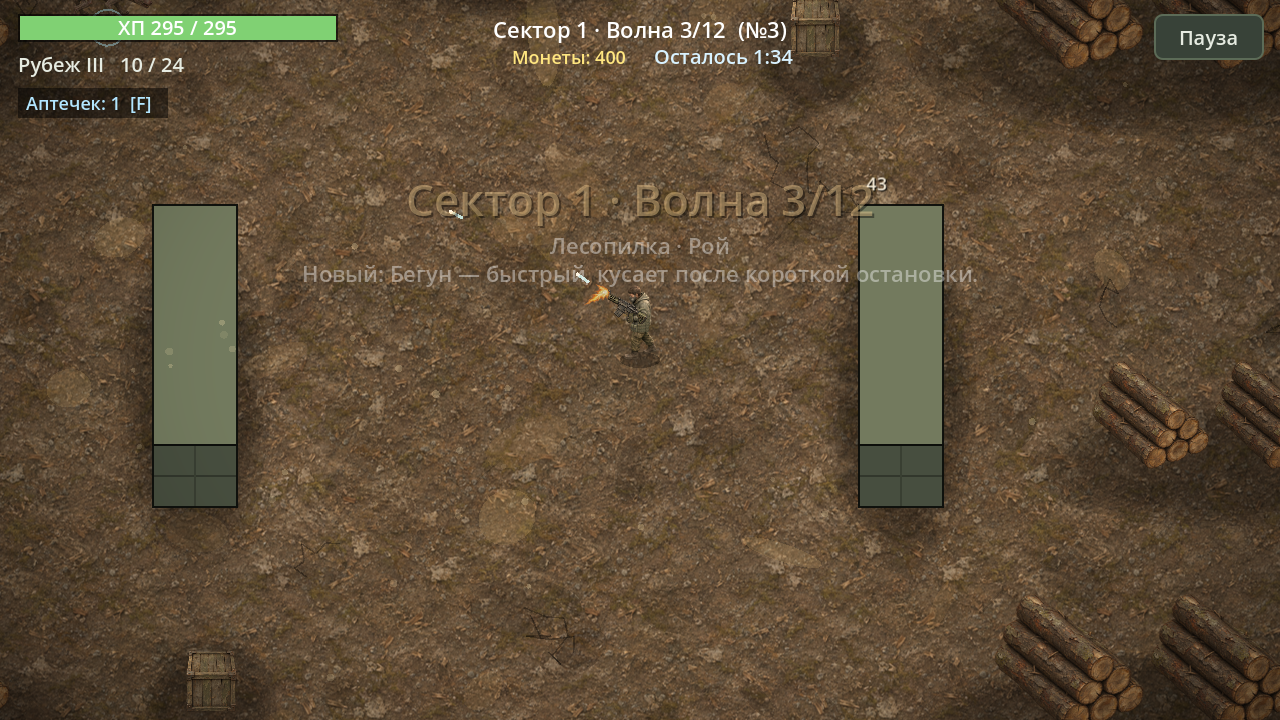 ХП 295 / 295
Рубеж III 10 / 24
Аптечек: 1 [F]
Сектор 1 · Волна 3/12 (№3)
Монеты: 400 Осталось 1:34
Пауза
43
Сектор 1 · Волна 3/12
Лесопилка · Рой
Новый: Бегун — быстрый, кусает после короткой остановки.